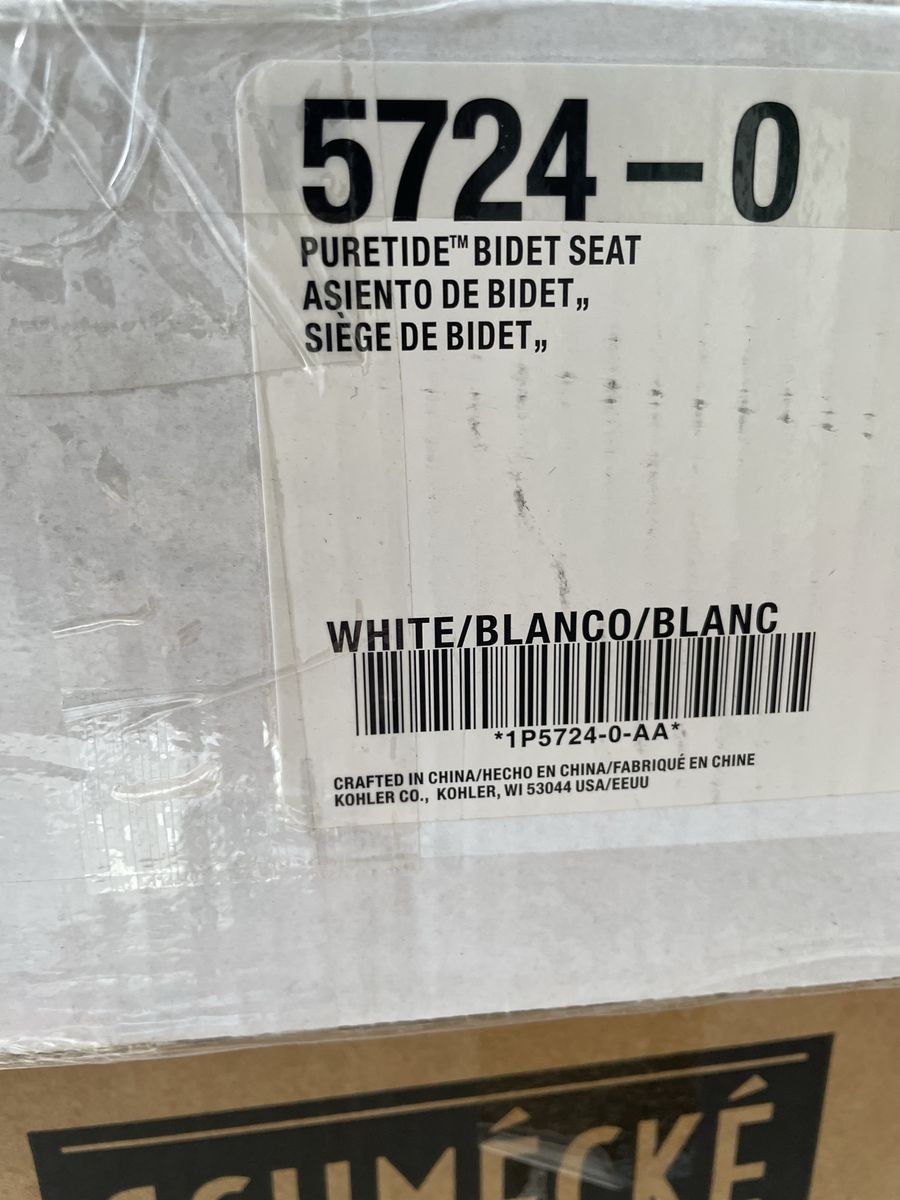 5724-0
PURETIDE™ BIDET SEAT
ASIENTO DE BIDET„
SIÈGE DE BIDET„
WHITE/BLANCO/BLANC
*1P5724-0-AA*
CRAFTED IN CHINA/HECHO EN CHINA/FABRIQUÉ EN CHINE
KOHLER CO., KOHLER, WI 53044 USA/EEUU